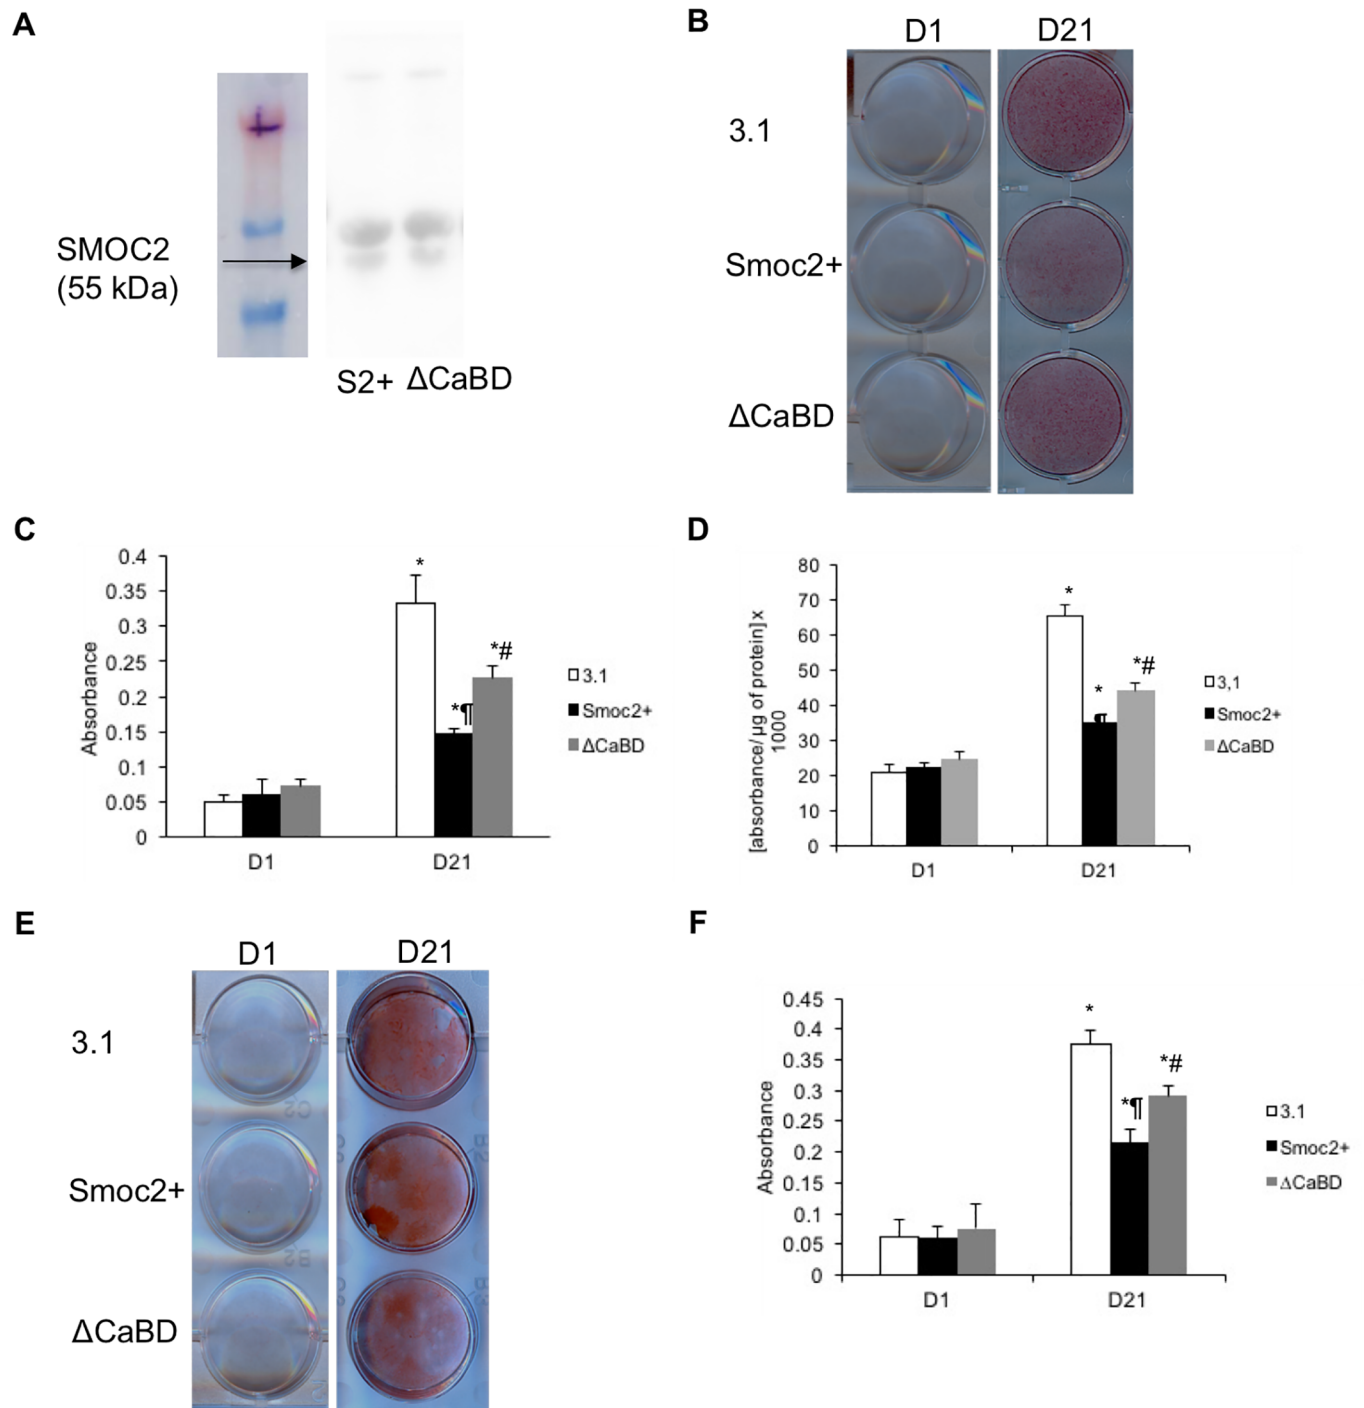 A
SMOC2
(55 kDa)
S2+ ΔCaBD
B
D1 D21
3.1
Smoc2+
ΔCaBD
C
Absorbance
0.4
0.35
0.3
0.25
0.2
0.15
0.1
0.05
0
*
*¶
*#
D1 D21
3.1
Smoc2+
ΔCaBD
D
[absorbance/µg of protein] x
1000
80
70
60
50
40
30
20
10
0
*
*
¶
*#
D1 D21
3,1
Smoc2+
ΔCaBD
E
D1 D21
3.1
Smoc2+
ΔCaBD
F
Absorbance
0.45
0.4
0.35
0.3
0.25
0.2
0.15
0.1
0.05
0
*
*¶
*#
D1 D21
3.1
Smoc2+
ΔCaBD